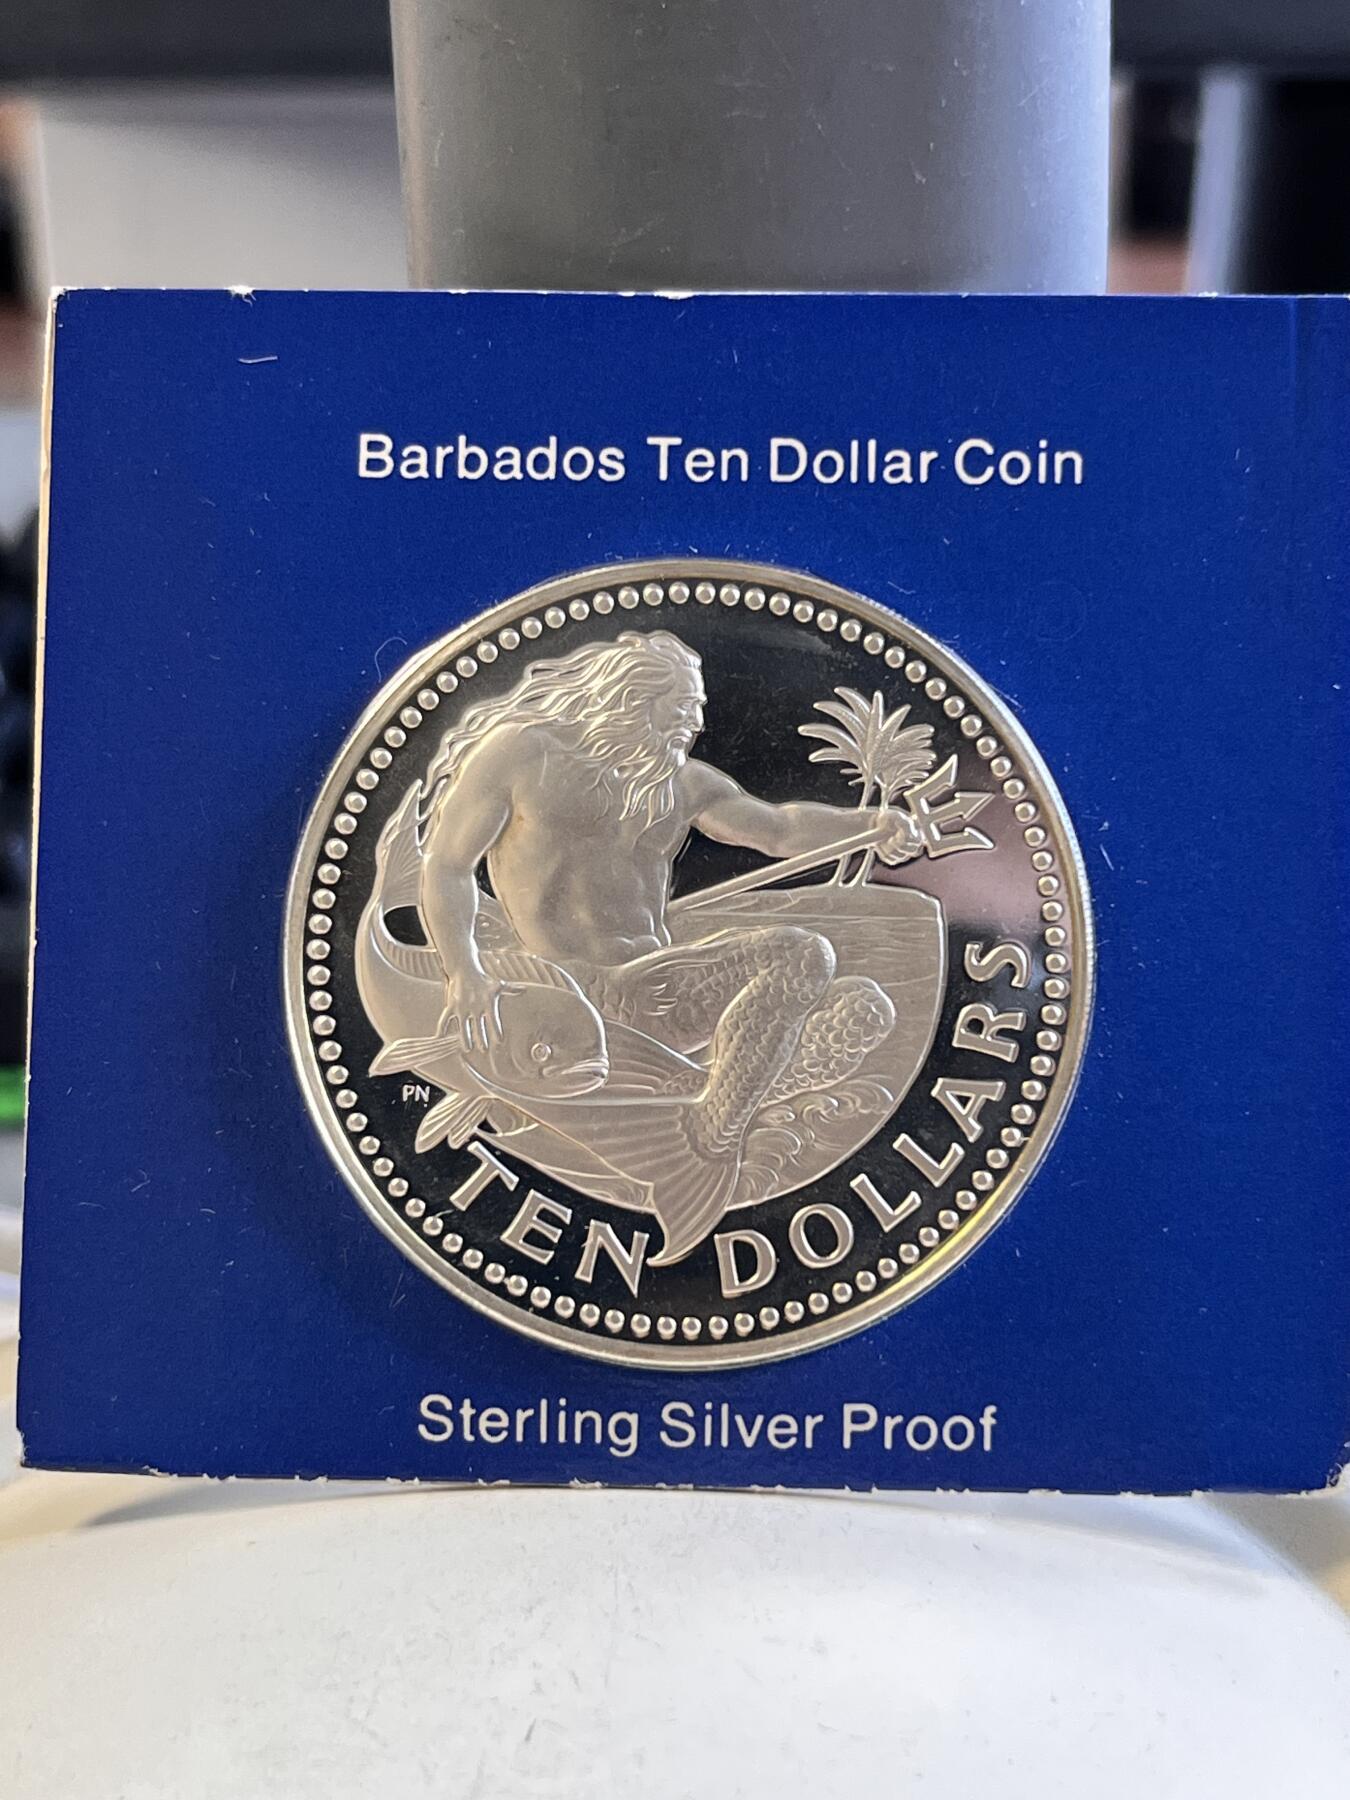 Barbados Ten Dollar Coin
PN
TEN DOLLARS
Sterling Silver Proof